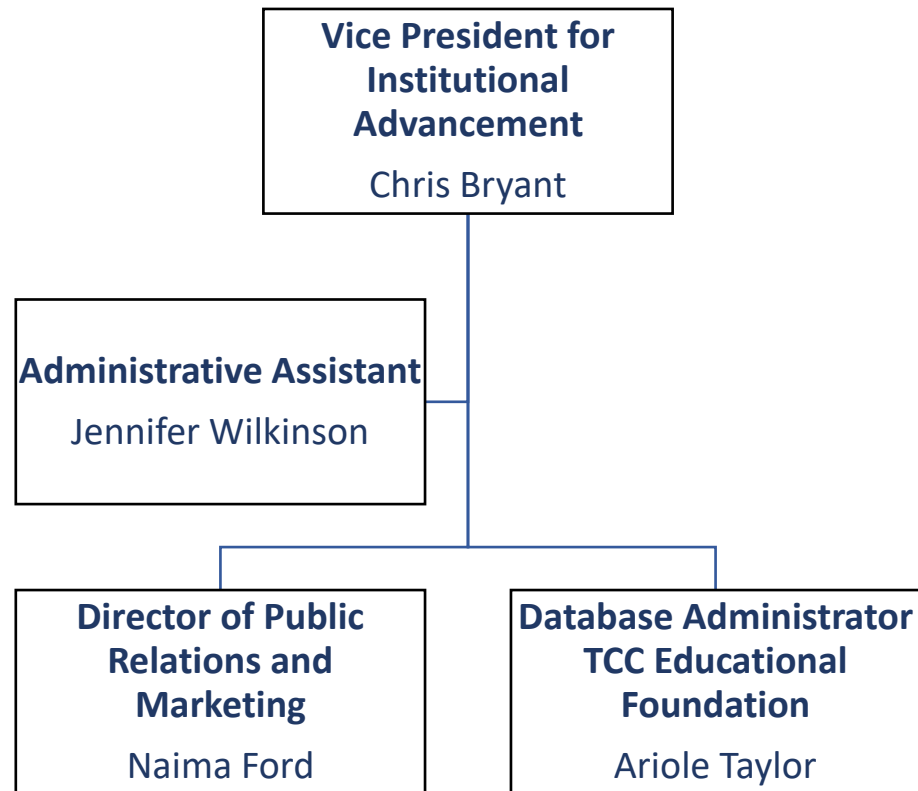 Vice President for
Institutional
Advancement
Chris Bryant
Administrative Assistant
Jennifer Wilkinson
Director of Public
Relations and
Marketing
Naima Ford
Database Administrator
TCC Educational
Foundation
Ariole Taylor